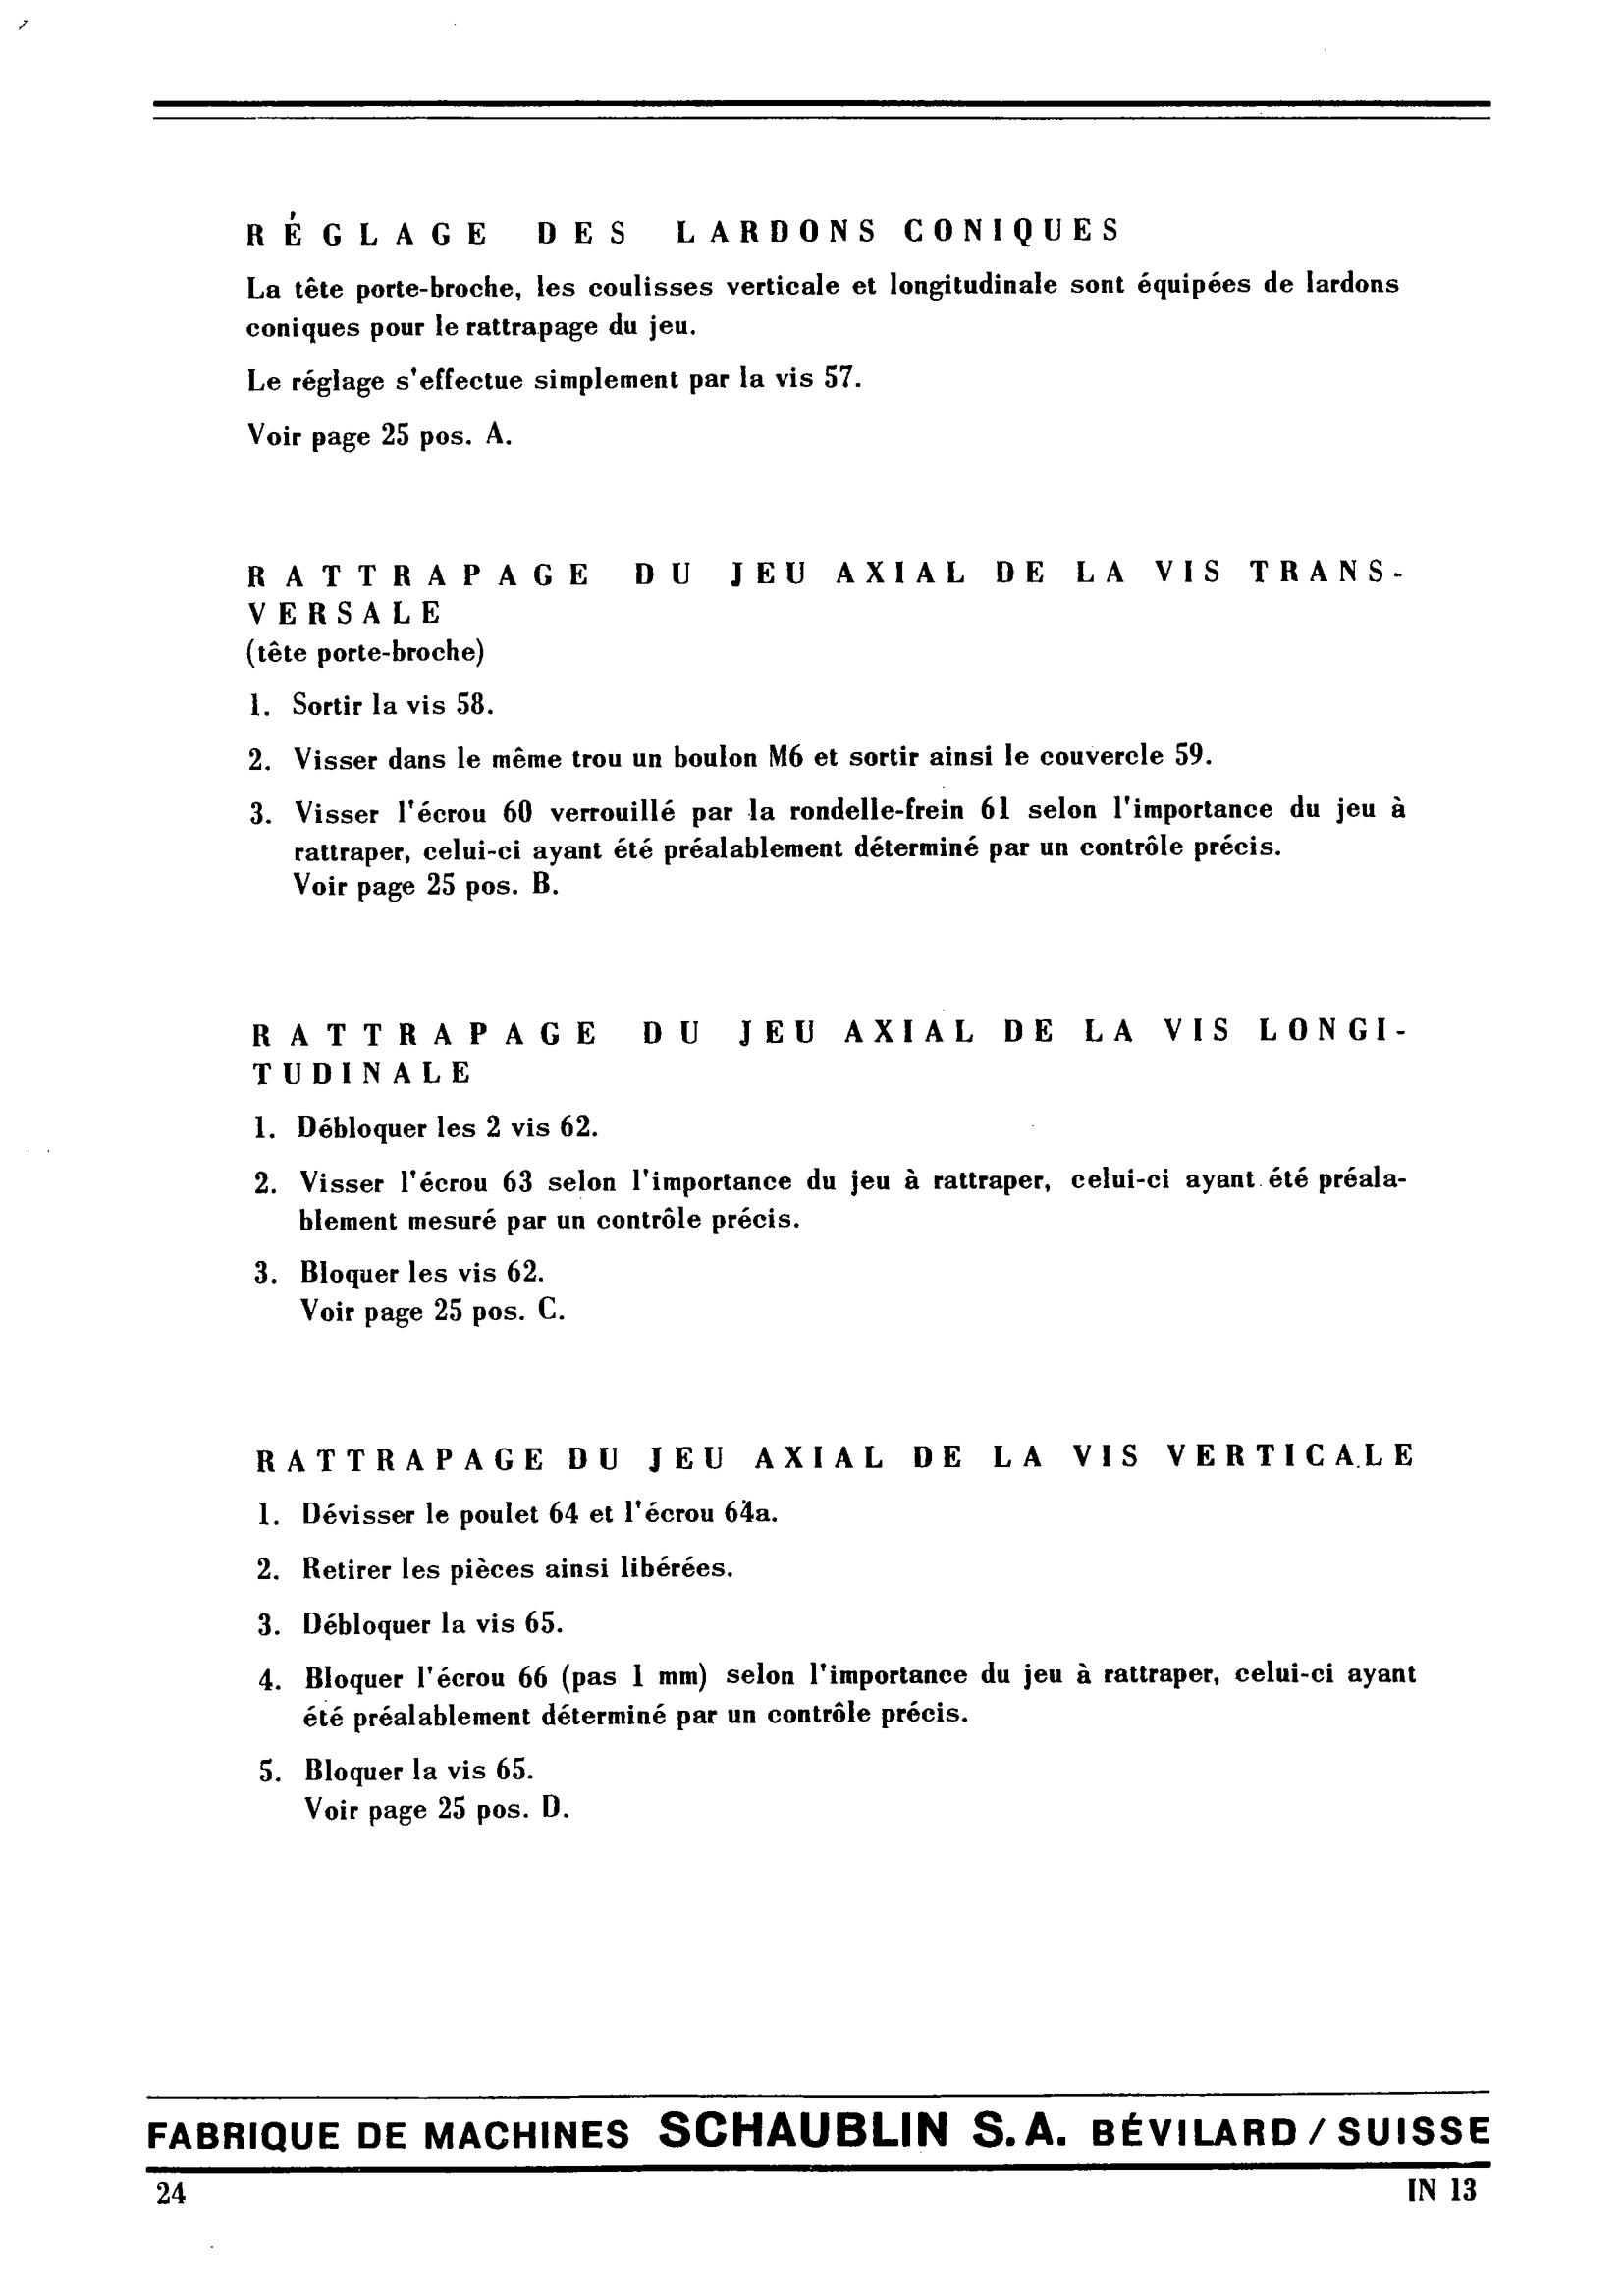 RÉGLAGE DES LARDONS CONIQUES
La tête porte-broche, les coulisses verticale et longitudinale sont équipées de lardons
coniques pour le rattrapage du jeu.
Le réglage s'effectue simplement par la vis 57.
Voir page 25 pos. A.
RATTRAPAGE DU JEU AXIAL DE LA VIS TRANS-
VERSALE
(tête porte-broche)
1. Sortir la vis 58.
2. Visser dans le même trou un boulon M6 et sortir ainsi le couvercle 59.
3. Visser l'écrou 60 verrouillé par la rondelle-frein 61 selon l'importance du jeu à
rattraper, celui-ci ayant été préalablement déterminé par un contrôle précis.
Voir page 25 pos. B.
RATTRAPAGE DU JEU AXIAL DE LA VIS LONGI-
TUDINALE
1. Débloquer les 2 vis 62.
2. Visser l'écrou 63 selon l'importance du jeu à rattraper, celui-ci ayant été préala-
blement mesuré par un contrôle précis.
3. Bloquer les vis 62.
Voir page 25 pos. C.
RATTRAPAGE DU JEU AXIAL DE LA VIS VERTICALE
1. Dévisser le poulet 64 et l'écrou 64a.
2. Retirer les pièces ainsi libérées.
3. Débloquer la vis 65.
4. Bloquer l'écrou 66 (pas 1 mm) selon l'importance du jeu à rattraper, celui-ci ayant
été préalablement déterminé par un contrôle précis.
5. Bloquer la vis 65.
Voir page 25 pos. D.
FABRIQUE DE MACHINES SCHAUBLIN S.A. BÉVILARD / SUISSE
24 IN 13